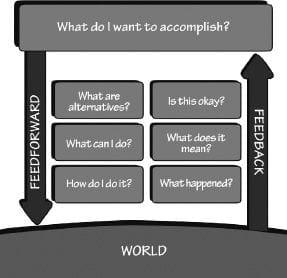 What do I want to accomplish?
FEEDFORWARD
What are
alternatives?
Is this okay?
What can I do?
What does it
mean?
How do I do it?
What happened?
FEEDBACK
WORLD